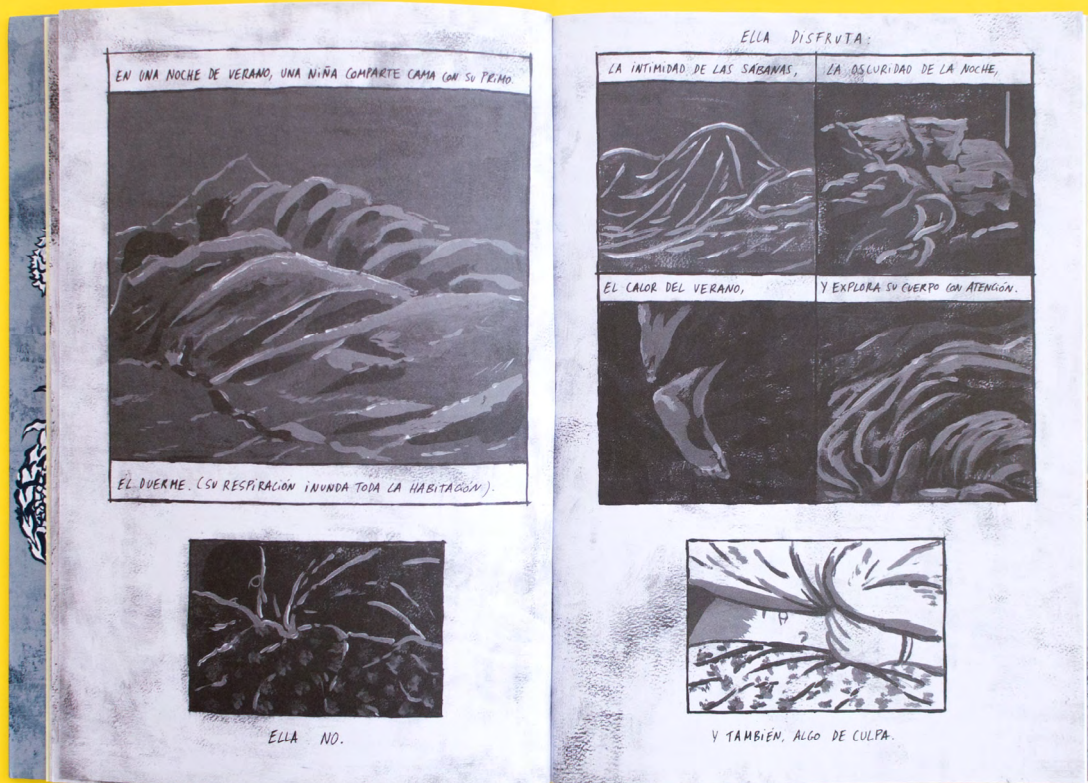 EN UNA NOCHE DE VERANO, UNA NIÑA COMPARTE CAMA CON SU PRIMO.
EL DUERME. (SU RESPIRACIÓN INUNDA TODA LA HABITACIÓN).
ELLA NO.
ELLA DISFRUTA:
LA INTIMIDAD DE LAS SÁBANAS,
LA OSCURIDAD DE LA NOCHE,
EL CALOR DEL VERANO,
Y EXPLORA SU CUERPO CON ATENCIÓN.
Y TAMBIÉN, ALGO DE CULPA.